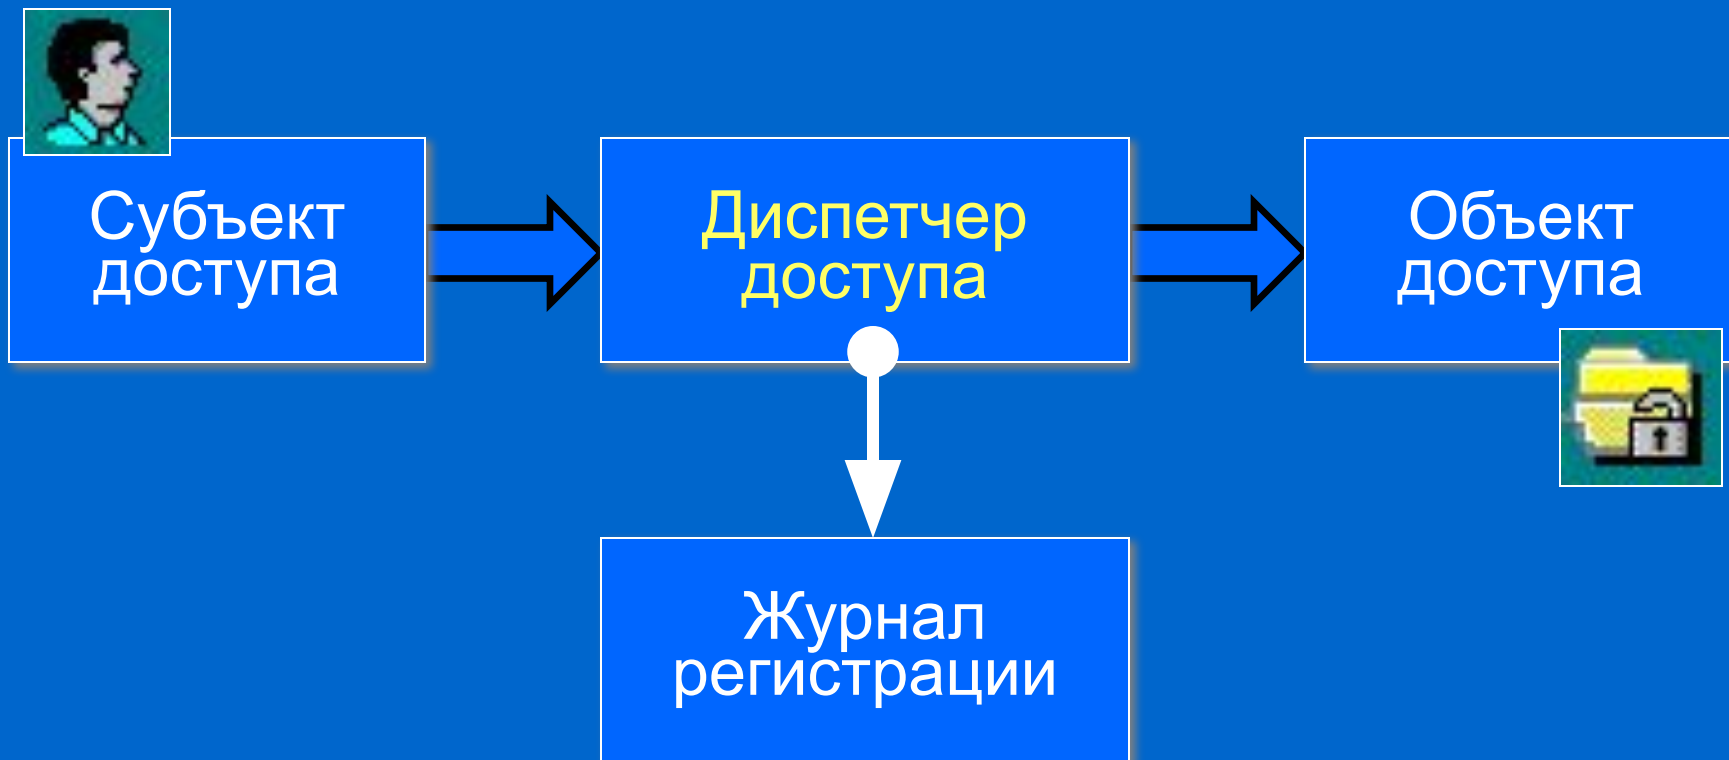 Субъект
доступа
Диспетчер
доступа
Объект
доступа
Журнал
регистрации